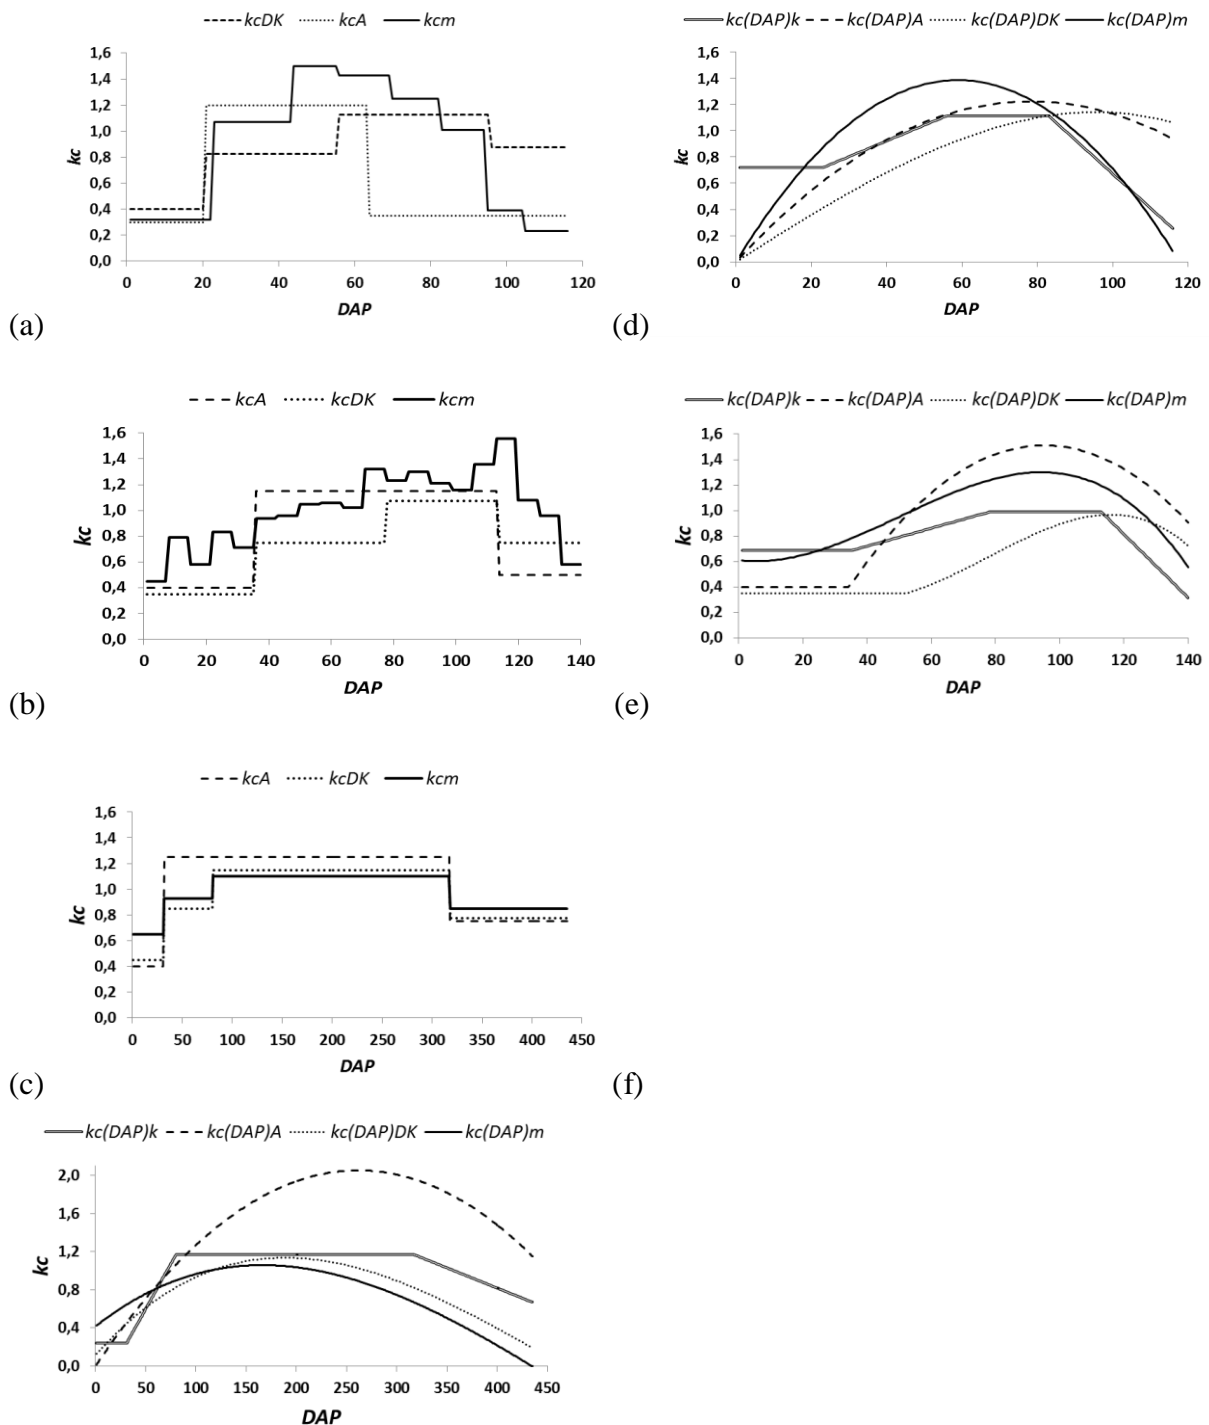 kcDK kcA kcm
1,6
1,4
1,2
1,0
0,8
0,6
0,4
0,2
0,0
kc
0 20 40 60 80 100 120
DAP
(a)
kc(DAP)k kc(DAP)A kc(DAP)DK kc(DAP)m
1,6
1,4
1,2
1,0
0,8
0,6
0,4
0,2
0,0
kc
0 20 40 60 80 100 120
DAP
(d)
kcA kcDK kcm
1,6
1,4
1,2
1,0
0,8
0,6
0,4
0,2
0,0
kc
0 20 40 60 80 100 120 140
DAP
(b)
kc(DAP)k kc(DAP)A kc(DAP)DK kc(DAP)m
1,6
1,4
1,2
1,0
0,8
0,6
0,4
0,2
0,0
kc
0 20 40 60 80 100 120 140
DAP
(e)
kcA kcDK kcm
1,6
1,4
1,2
1,0
0,8
0,6
0,4
0,2
0,0
kc
0 50 100 150 200 250 300 350 400 450
DAP
(c)
(f)
kc(DAP)k kc(DAP)A kc(DAP)DK kc(DAP)m
2,0
1,6
1,2
0,8
0,4
0,0
kc
0 50 100 150 200 250 300 350 400 450
DAP